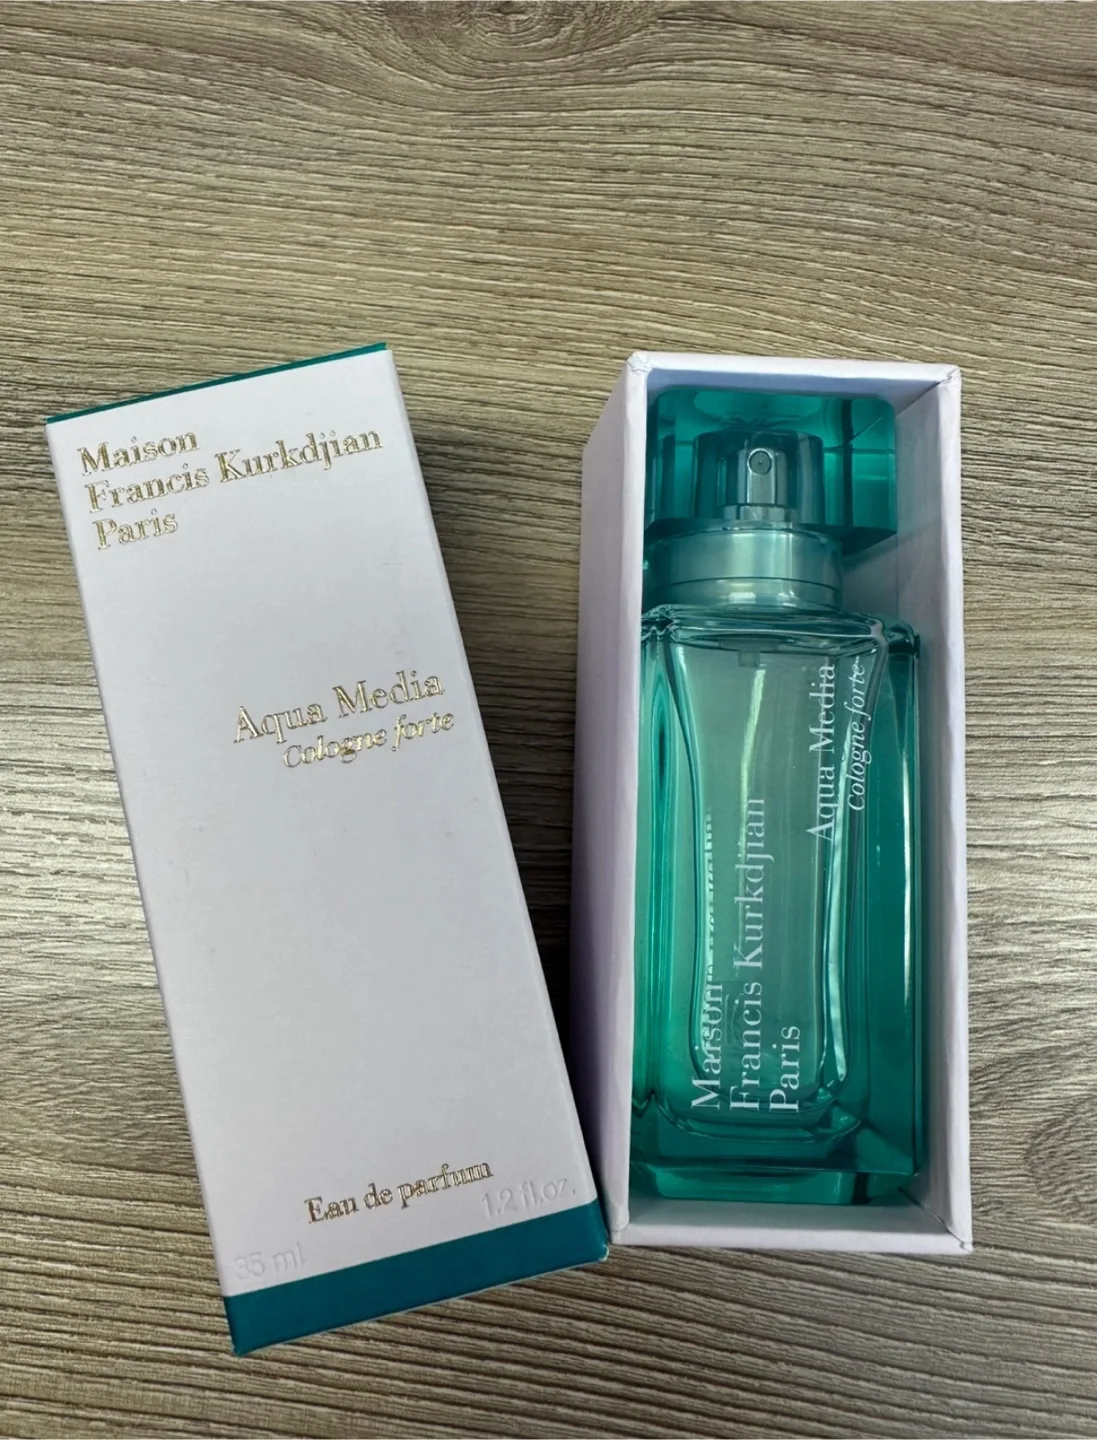 Maison
Francis Kurkdjian
Paris
Aqua Media
Cologne forte
Eau de parfum
35 ml
1.2 fl.oz.
Aqua Media
Cologne forte
Maison
Francis Kurkdjian
Paris